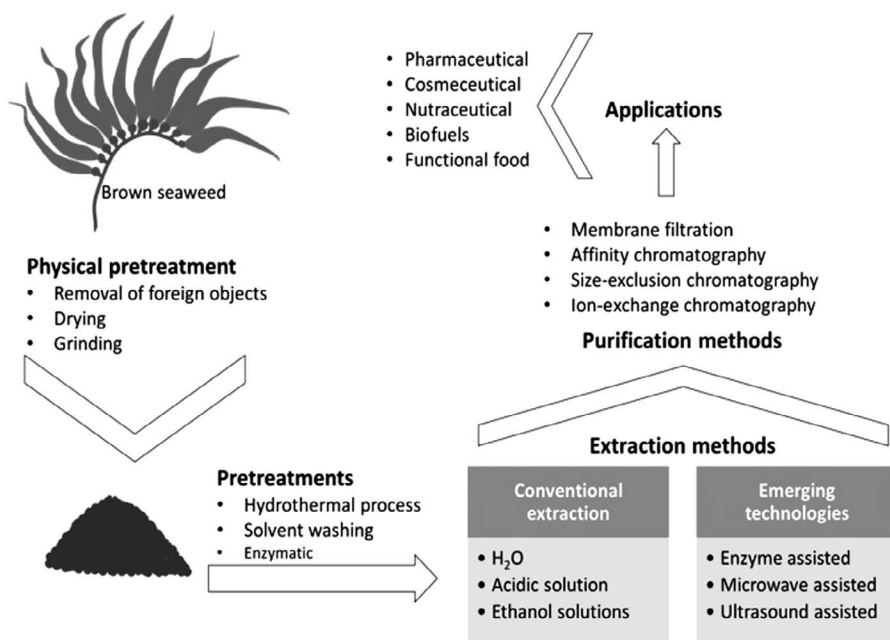 Brown seaweed
Physical pretreatment
• Removal of foreign objects
• Drying
• Grinding
Pretreatments
• Hydrothermal process
• Solvent washing
• Enzymatic
Extraction methods
Conventional
extraction
• H₂O
• Acidic solution
• Ethanol solutions
Emerging
technologies
• Enzyme assisted
• Microwave assisted
• Ultrasound assisted
Purification methods
• Membrane filtration
• Affinity chromatography
• Size-exclusion chromatography
• Ion-exchange chromatography
Applications
• Pharmaceutical
• Cosmeceutical
• Nutraceutical
• Biofuels
• Functional food